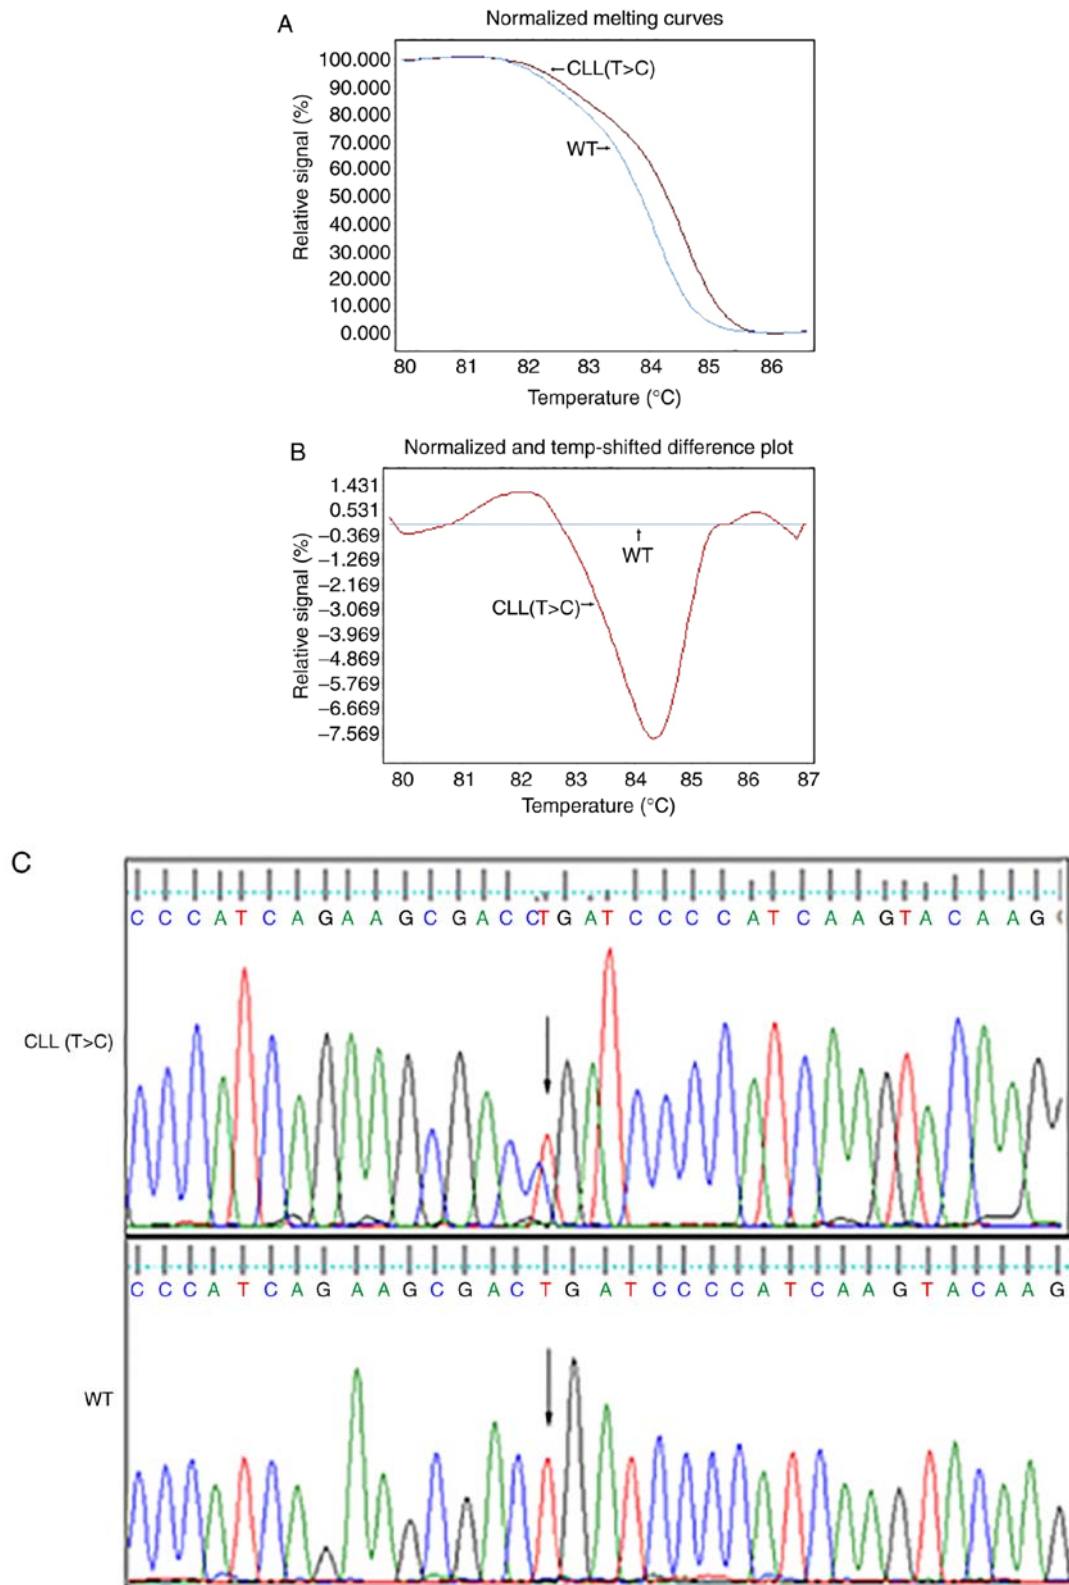 A
Normalized melting curves
100.000
90.000
80.000
70.000
60.000
50.000
40.000
30.000
20.000
10.000
0.000
Relative signal (%)
CLL(T>C)
WT
80 81 82 83 84 85 86
Temperature (°C)
B
Normalized and temp-shifted difference plot
1.431
0.531
−0.369
−1.269
−2.169
−3.069
−3.969
−4.869
−5.769
−6.669
−7.569
Relative signal (%)
WT
CLL(T>C)
80 81 82 83 84 85 86 87
Temperature (°C)
C
C C C A T C A G A A G C G A C C T G A T C C C C A T C A A G T A C A A G
CLL (T>C)
C C C A T C A G A A G C G A C T G A T C C C C A T C A A G T A C A A G
WT